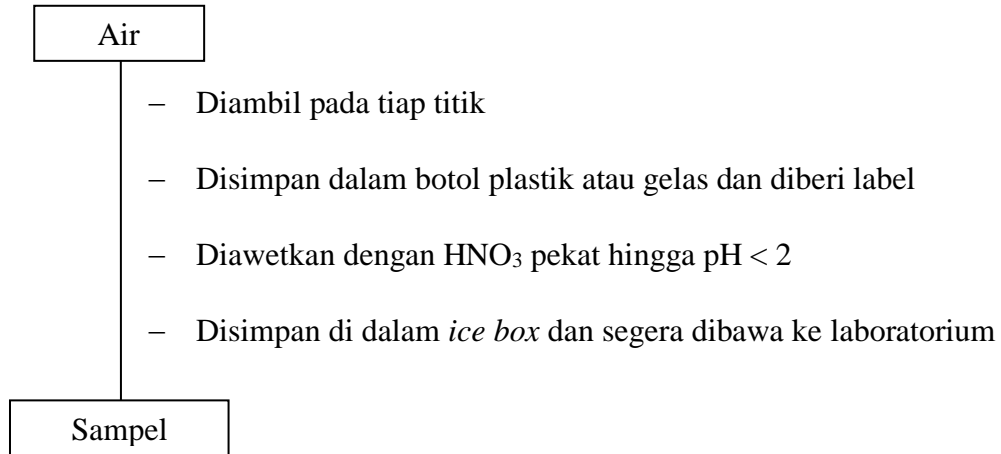 Air
– Diambil pada tiap titik
– Disimpan dalam botol plastik atau gelas dan diberi label
– Diawetkan dengan HNO₃ pekat hingga pH < 2
– Disimpan di dalam ice box dan segera dibawa ke laboratorium
Sampel